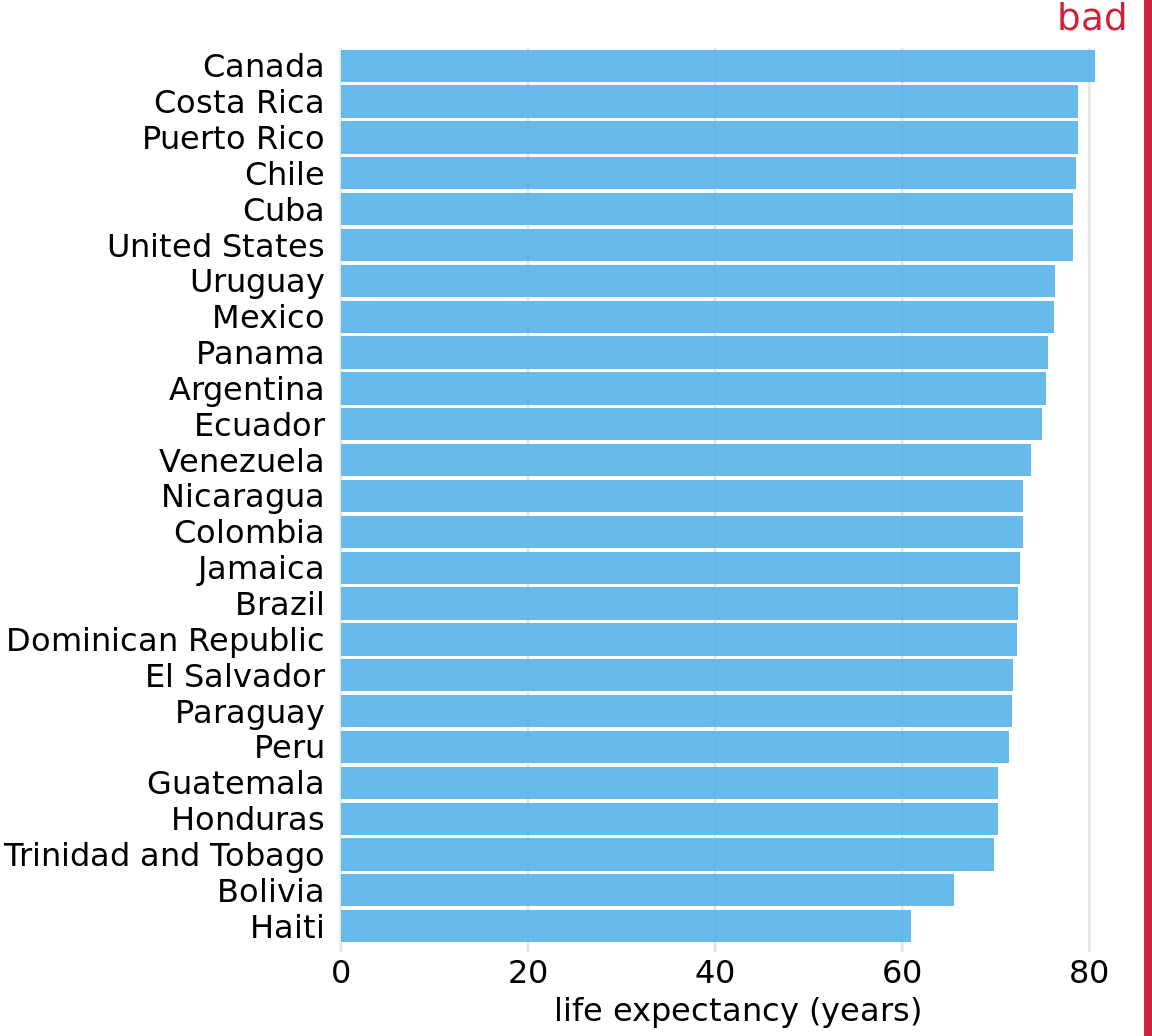 bad
Canada
Costa Rica
Puerto Rico
Chile
Cuba
United States
Uruguay
Mexico
Panama
Argentina
Ecuador
Venezuela
Nicaragua
Colombia
Jamaica
Brazil
Dominican Republic
El Salvador
Paraguay
Peru
Guatemala
Honduras
Trinidad and Tobago
Bolivia
Haiti
0 20 40 60 80
life expectancy (years)